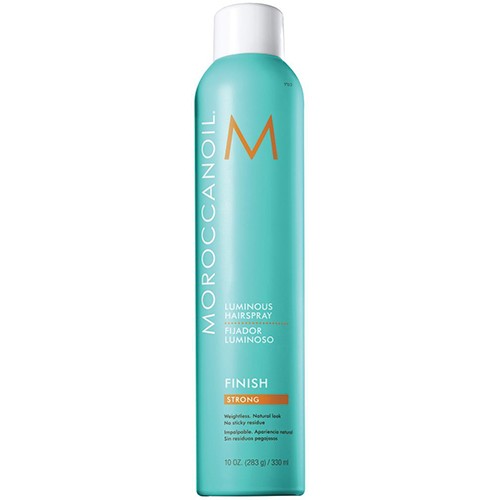 MOROCCANOIL.
M
LUMINOUS
HAIRSPRAY
FIJADOR
LUMINOSO
FINISH
STRONG
Weightless. Natural look
No sticky residue
Impalpable. Apariencia natural
Sin residuos pegajosos
10 OZ. (283 g) / 330 ml